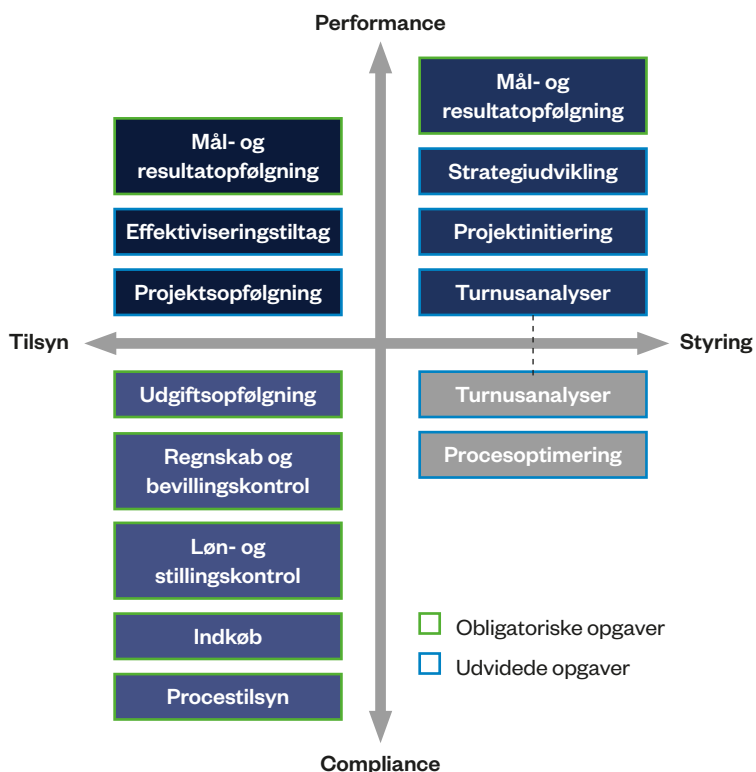 Performance
Mål- og
resultatopfølgning
Mål- og
resultatopfølgning
Strategiudvikling
Effektiviseringstiltag
Projektinitiering
Projektsopfølgning
Turnusanalyser
Tilsyn
Styring
Udgiftsopfølgning
Turnusanalyser
Regnskab og
bevillingskontrol
Procesoptimering
Løn- og
stillingskontrol
Indkøb
Procestilsyn
Obligatoriske opgaver
Udvidede opgaver
Compliance